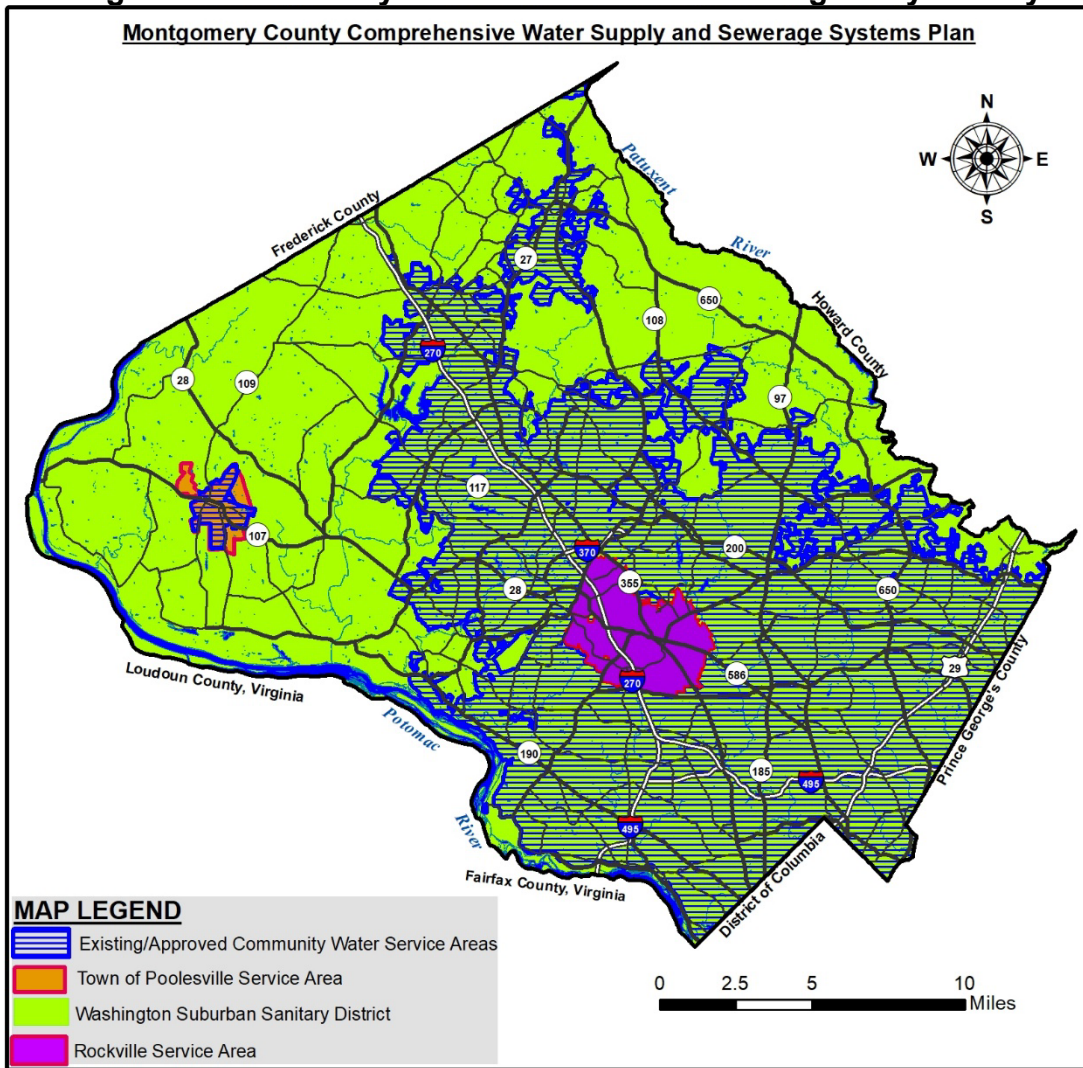 Montgomery County Comprehensive Water Supply and Sewerage Systems Plan
N
W E
S
Patuxent
River
Frederick County
Howard County
27
650
108
270
28
109
97
117
107
370
200
355
28
650
29
586
270
Loudoun County, Virginia
Potomac
River
190
185
495
495
Prince George's County
District of Columbia
Fairfax County, Virginia
MAP LEGEND
Existing/Approved Community Water Service Areas
Town of Poolesville Service Area
Washington Suburban Sanitary District
Rockville Service Area
0 2.5 5 10
Miles